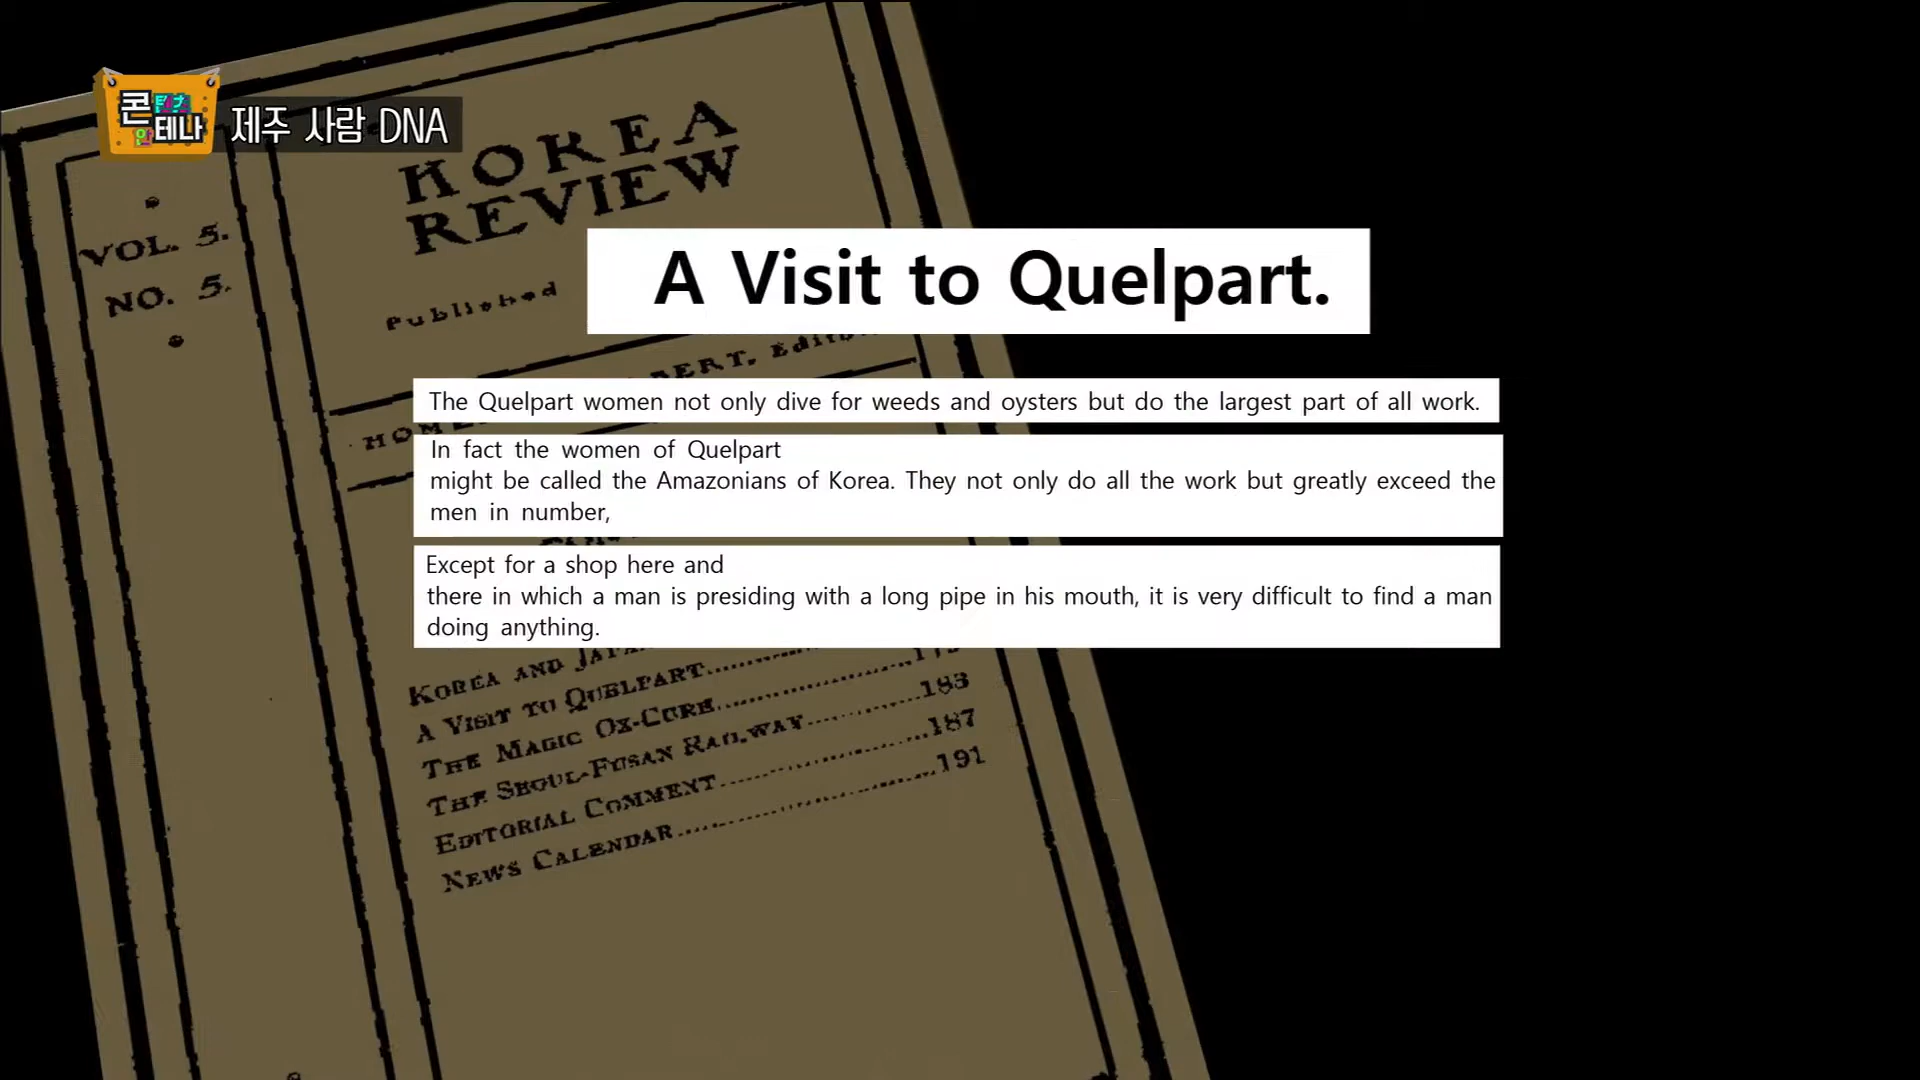 콘텐츠
안테나
제주 사람 DNA
KOREA
REVIEW
VOL. 5.
NO. 5.
Published
A Visit to Quelpart.
The Quelpart women not only dive for weeds and oysters but do the largest part of all work.
In fact the women of Quelpart
might be called the Amazonians of Korea. They not only do all the work but greatly exceed the
men in number,
Except for a shop here and
there in which a man is presiding with a long pipe in his mouth, it is very difficult to find a man
doing anything.
KOREA AND
A VISIT TO QUELPART
THE MAGIC OX-CURE 183
THE SEOUL-FUSAN RAILWAY 187
EDITORIAL COMMENT 191
NEWS CALENDAR